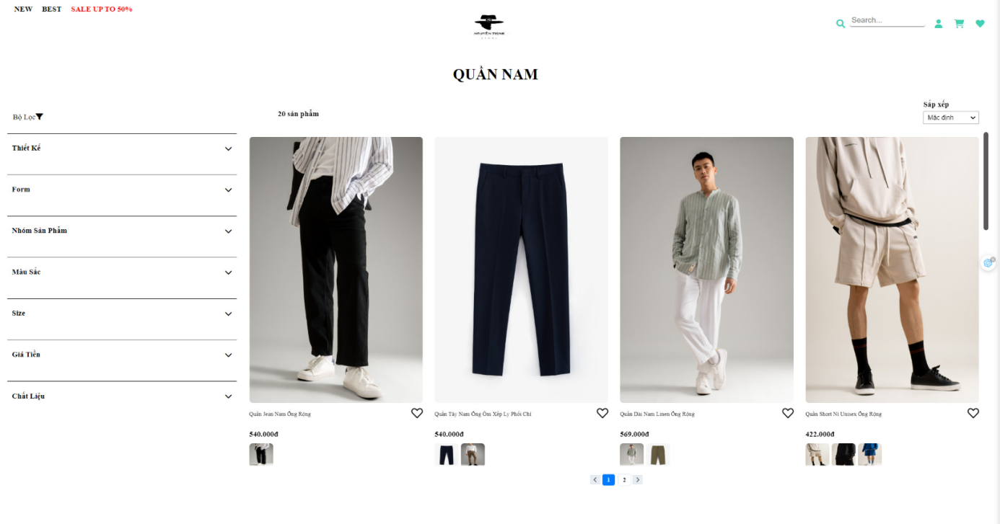 NEW BEST SALE UP TO 50%
NGUYỄN TIDNE
STORE
Search...
QUẦN NAM
Bộ Lọc
20 sản phẩm
Sắp xếp
Mặc định
Thiết Kế
Form
Nhóm Sản Phẩm
Màu Sắc
Size
Giá Tiền
Chất Liệu
Quần Jean Nam Ống Rộng
540.000đ
Quần Tây Nam Ống Ôm Xếp Ly Phối Chỉ
540.000đ
Quần Dài Nam Linen Ống Rộng
569.000đ
Quần Short Nỉ Unisex Ống Rộng
422.000đ
1 2